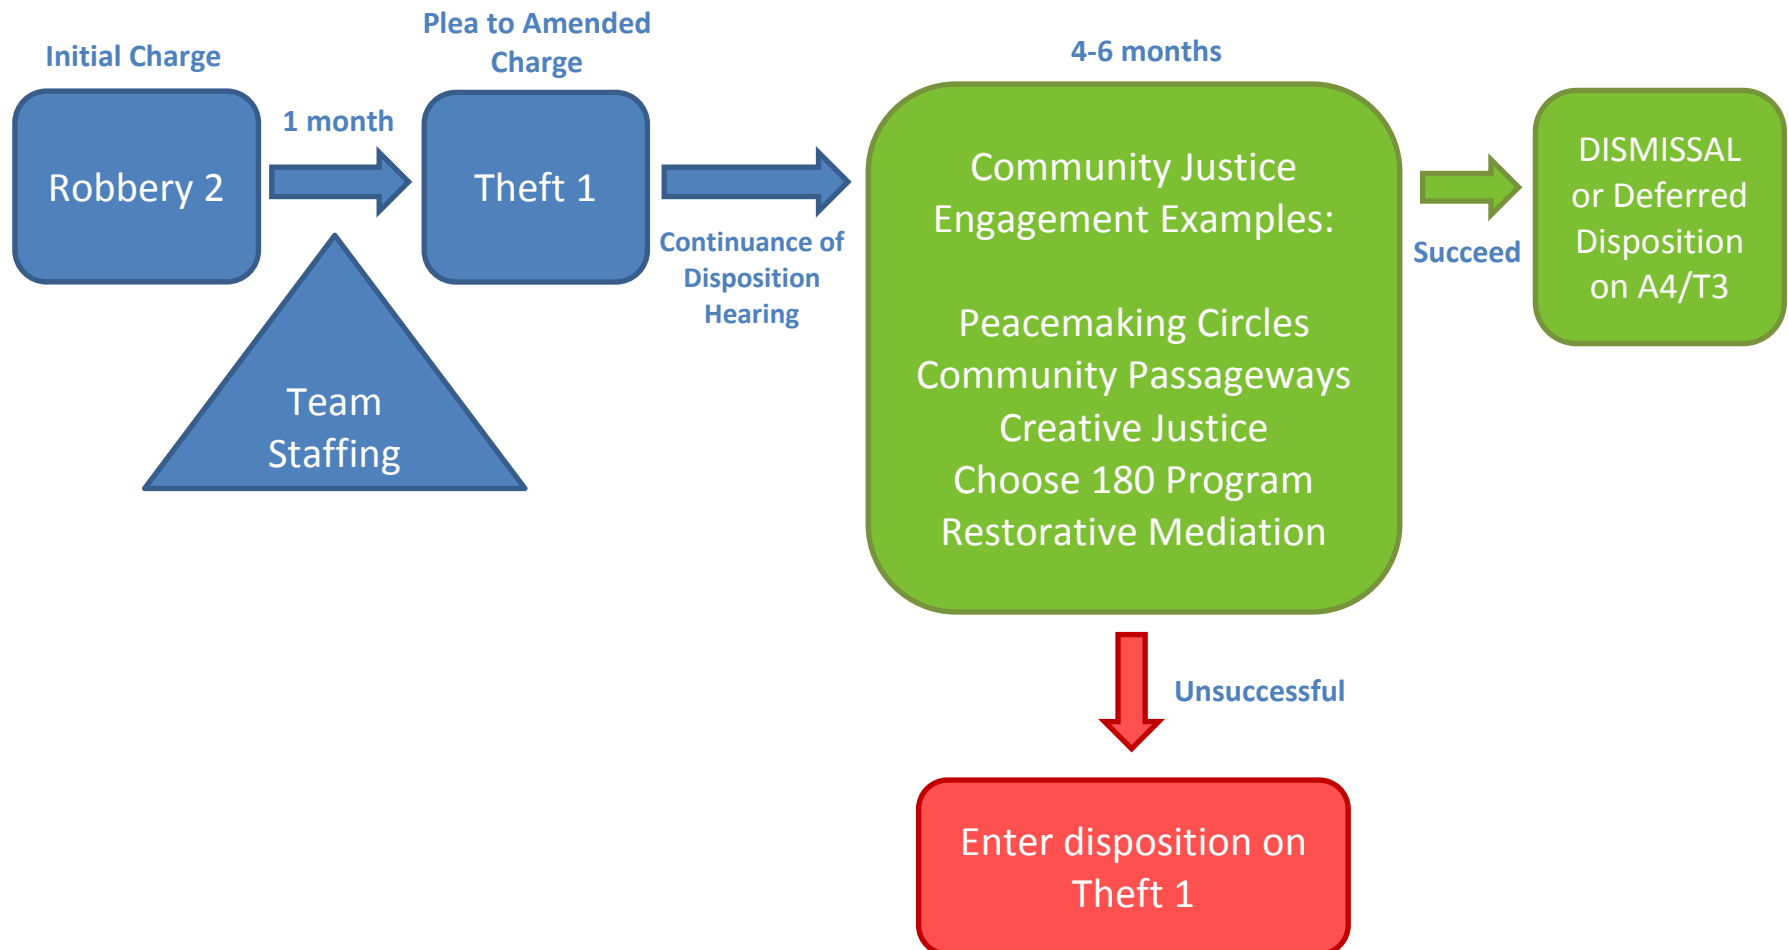 Initial Charge
Robbery 2
1 month
Team
Staffing
Plea to Amended
Charge
Theft 1
Continuance of
Disposition
Hearing
4-6 months
Community Justice
Engagement Examples:
Peacemaking Circles
Community Passageways
Creative Justice
Choose 180 Program
Restorative Mediation
Succeed
DISMISSAL
or Deferred
Disposition
on A4/T3
Unsuccessful
Enter disposition on
Theft 1